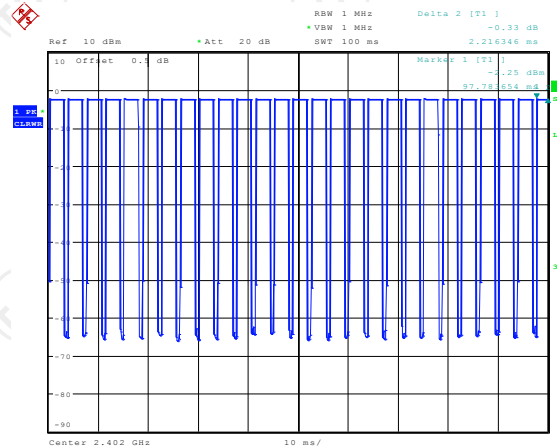 RBW 1 MHz Delta 2 [T1 ]
* VBW 1 MHz -0.33 dB
Ref 10 dBm * Att 20 dB SWT 100 ms 2.216346 ms
10 Offset 0.5 dB Marker 1 [T1 ]
-2.25 dBm
0 97.783654 ms
1 PK *
CLRWR
-10
-20
-30
-40
-50
-60
-70
-80
-90
Center 2.402 GHz 10 ms/